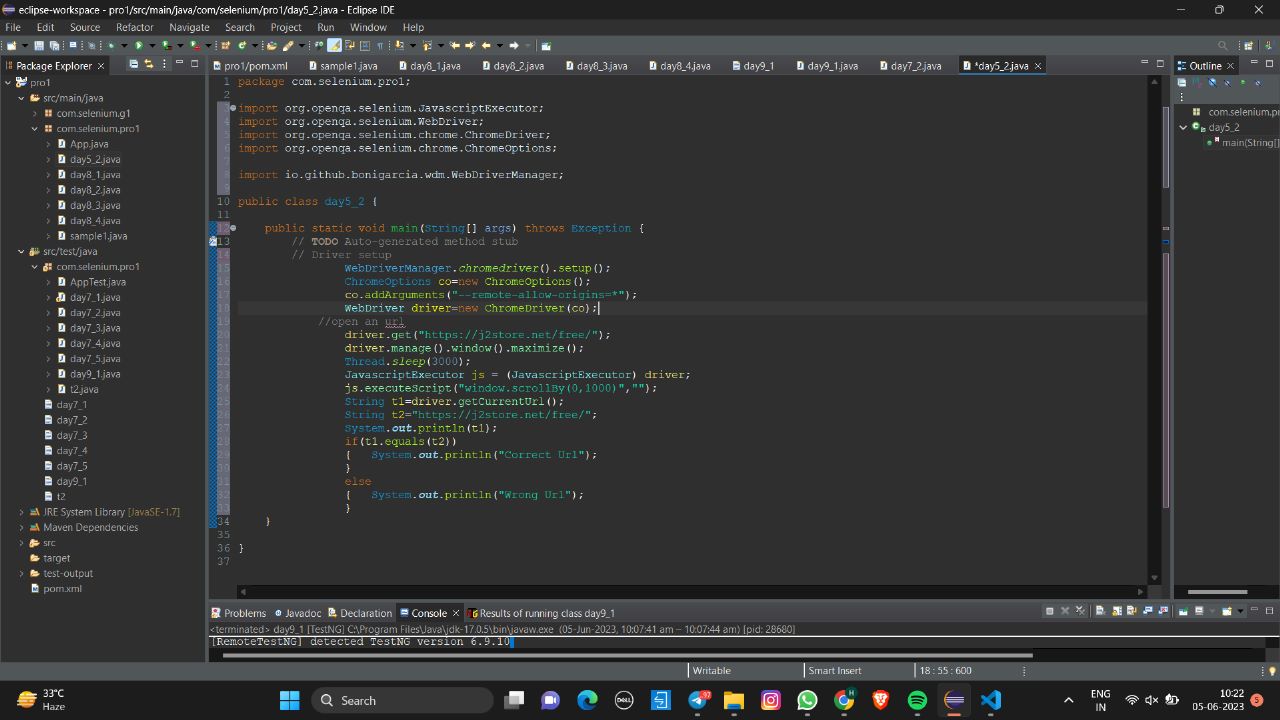 eclipse-workspace - pro1/src/main/java/com/selenium/pro1/day5_2.java - Eclipse IDE
File Edit Source Refactor Navigate Search Project Run Window Help
Package Explorer
pro1/pom.xml sample1.java day8_1.java day8_2.java day8_3.java day8_4.java day9_1 day9_1.java day7_2.java *day5_2.java
Outline
pro1
src/main/java
com.selenium.g1
com.selenium.pro1
App.java
day5_2.java
day8_1.java
day8_2.java
day8_3.java
day8_4.java
sample1.java
src/test/java
com.selenium.pro1
AppTest.java
day7_1.java
day7_2.java
day7_3.java
day7_4.java
day7_5.java
day9_1.java
t2.java
day7_1
day7_2
day7_3
day7_4
day7_5
day9_1
t2
JRE System Library [JavaSE-1.7]
Maven Dependencies
src
target
test-output
pom.xml
1 package com.selenium.pro1;
2
3 import org.openqa.selenium.JavascriptExecutor;
4 import org.openqa.selenium.WebDriver;
5 import org.openqa.selenium.chrome.ChromeDriver;
6 import org.openqa.selenium.chrome.ChromeOptions;
7
8 import io.github.bonigarcia.wdm.WebDriverManager;
9
10 public class day5_2 {
11
12 public static void main(String[] args) throws Exception {
13 // TODO Auto-generated method stub
14 // Driver setup
15 WebDriverManager.chromedriver().setup();
16 ChromeOptions co=new ChromeOptions();
17 co.addArguments("--remote-allow-origins=*");
18 WebDriver driver=new ChromeDriver(co);
19 //open an url
20 driver.get("https://j2store.net/free/");
21 driver.manage().window().maximize();
22 Thread.sleep(3000);
23 JavascriptExecutor js = (JavascriptExecutor) driver;
24 js.executeScript("window.scrollBy(0,1000)","");
25 String t1=driver.getCurrentUrl();
26 String t2="https://j2store.net/free/";
27 System.out.println(t1);
28 if(t1.equals(t2))
29 { System.out.println("Correct Url");
30 }
31 else
32 { System.out.println("Wrong Url");
33 }
34 }
35
36 }
37
com.selenium.pr
day5_2
main(String[]
Problems Javadoc Declaration Console Results of running class day9_1
<terminated> day9_1 [TestNG] C:\Program Files\Java\jdk-17.0.5\bin\javaw.exe (05-Jun-2023, 10:07:41 am – 10:07:44 am) [pid: 28680]
[RemoteTestNG] detected TestNG version 6.9.10
Writable Smart Insert 18 : 55 : 600
33°C
Haze
Search
DELL
97
H
ENG
IN
10:22
05-06-2023
5